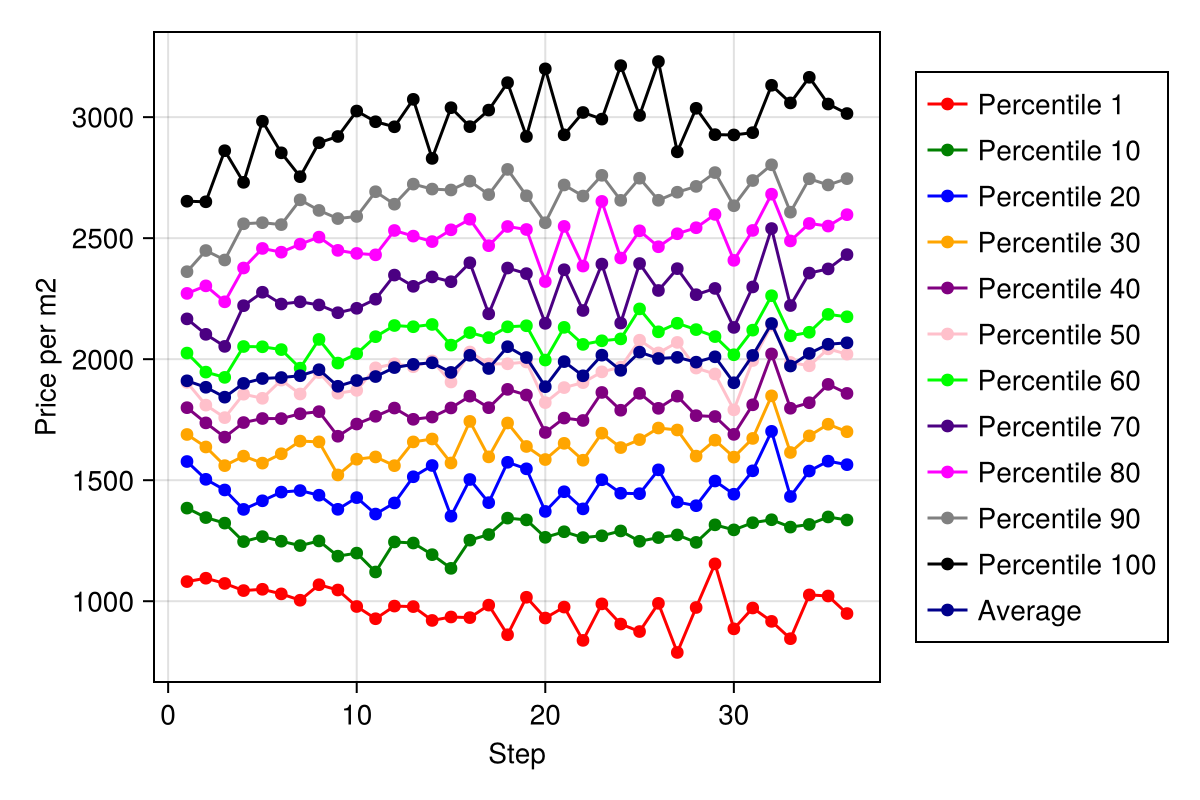 3000
2500
2000
1500
1000
Price per m2
0 10 20 30
Step
Percentile 1
Percentile 10
Percentile 20
Percentile 30
Percentile 40
Percentile 50
Percentile 60
Percentile 70
Percentile 80
Percentile 90
Percentile 100
Average